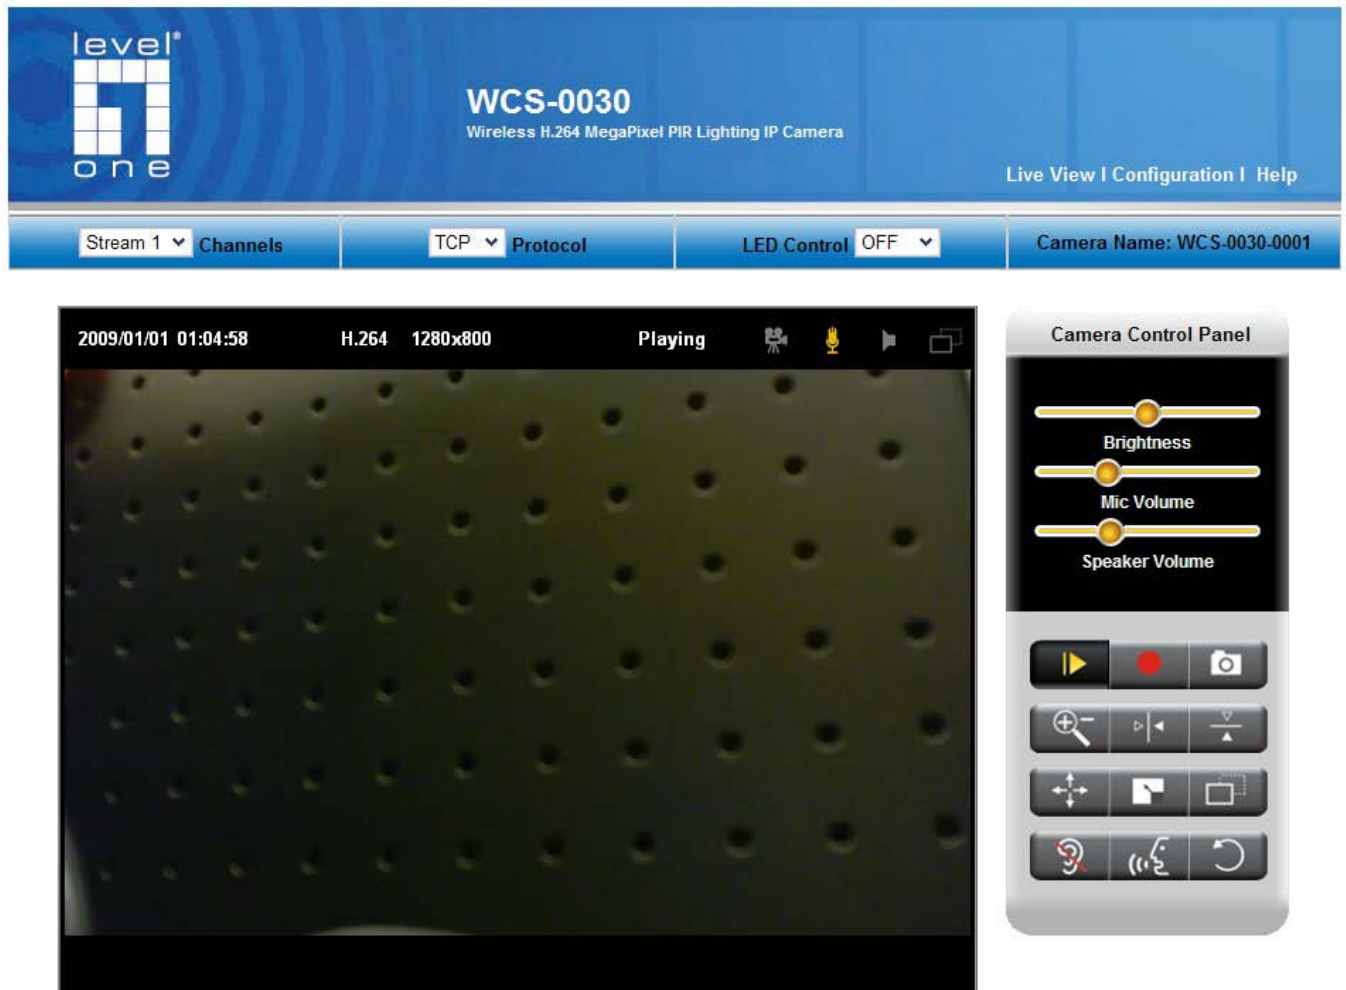 level®
one
WCS-0030
Wireless H.264 MegaPixel PIR Lighting IP Camera
Live View I Configuration I Help
Stream 1 Channels
TCP Protocol
LED Control OFF
Camera Name: WCS-0030-0001
2009/01/01 01:04:58 H.264 1280x800 Playing
Camera Control Panel
Brightness
Mic Volume
Speaker Volume